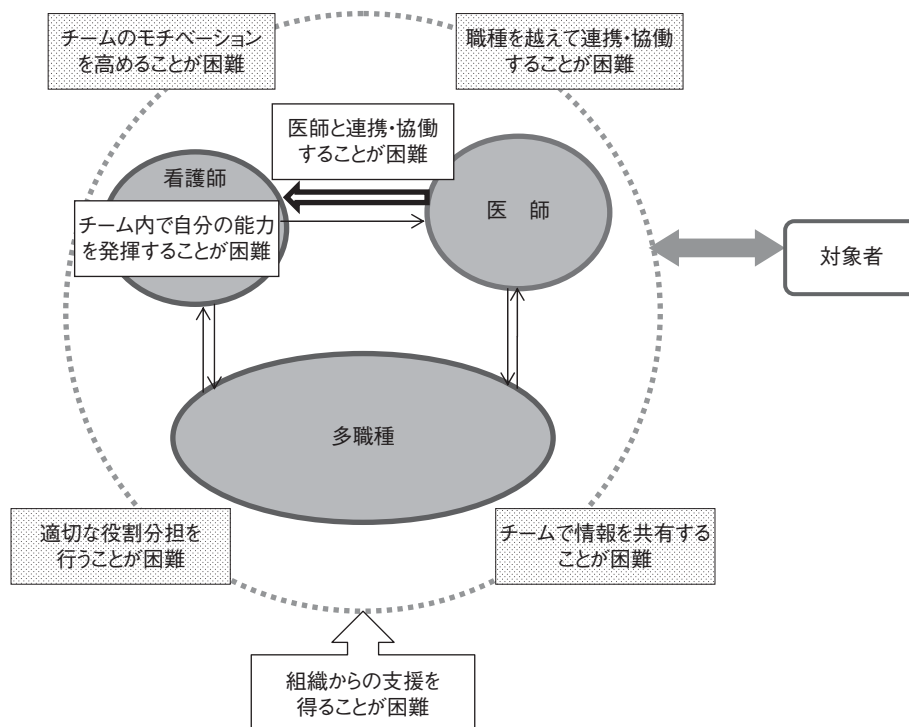 チームのモチベーション
を高めることが困難
職種を越えて連携・協働
することが困難
医師と連携・協働
することが困難
看護師
チーム内で自分の能力
を発揮することが困難
医　師
対象者
多職種
適切な役割分担を
行うことが困難
チームで情報を共有する
ことが困難
組織からの支援を
得ることが困難